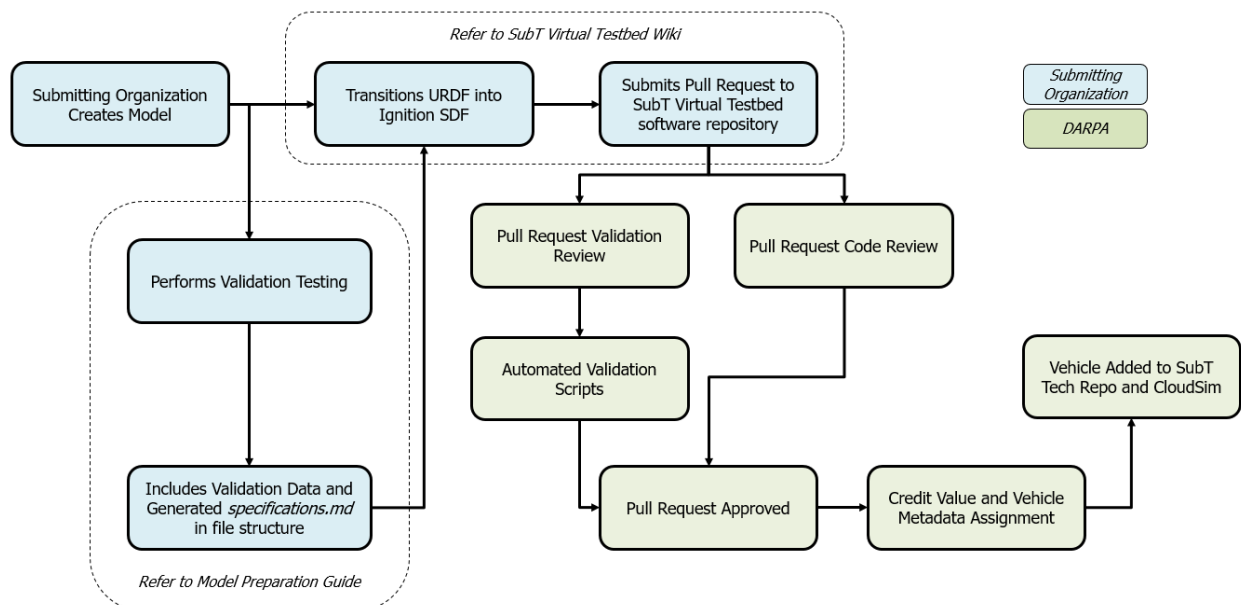 Refer to SubT Virtual Testbed Wiki
Submitting Organization
Creates Model
Transitions URDF into
Ignition SDF
Submits Pull Request to
SubT Virtual Testbed
software repository
Submitting
Organization
DARPA
Performs Validation Testing
Includes Validation Data and
Generated specifications.md
in file structure
Refer to Model Preparation Guide
Pull Request Validation
Review
Pull Request Code Review
Automated Validation
Scripts
Pull Request Approved
Credit Value and Vehicle
Metadata Assignment
Vehicle Added to SubT
Tech Repo and CloudSim